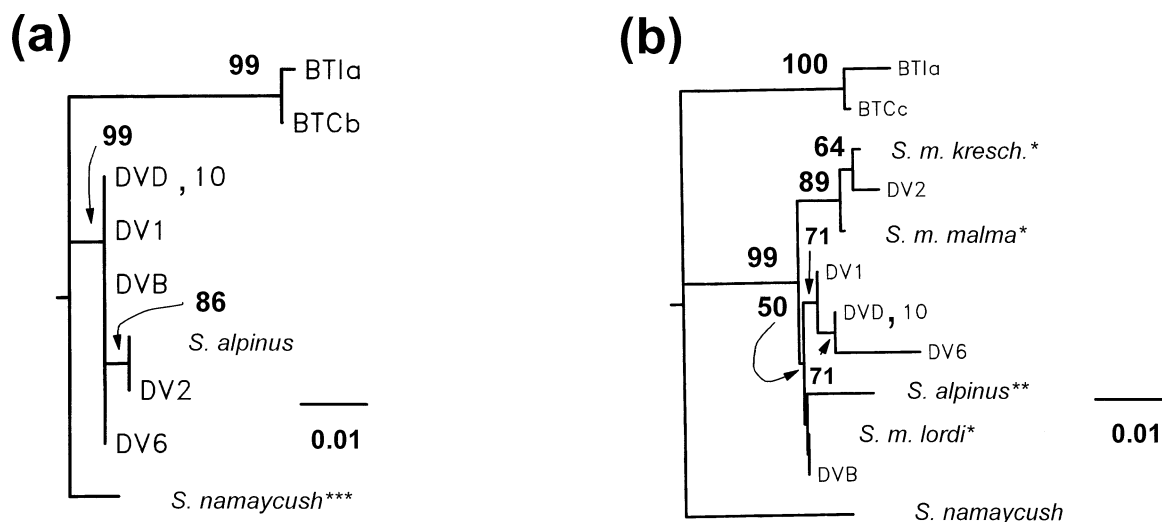 (a)
99
BTIa
BTCb
99
DVD , 10
DV1
DVB
86
S. alpinus
DV2
DV6
0.01
S. namaycush***
(b)
100
BTIa
BTCc
64
S. m. kresch.*
89
DV2
71
S. m. malma*
99
DV1
50
DVD, 10
DV6
71
S. alpinus**
S. m. lordi*
0.01
DVB
S. namaycush